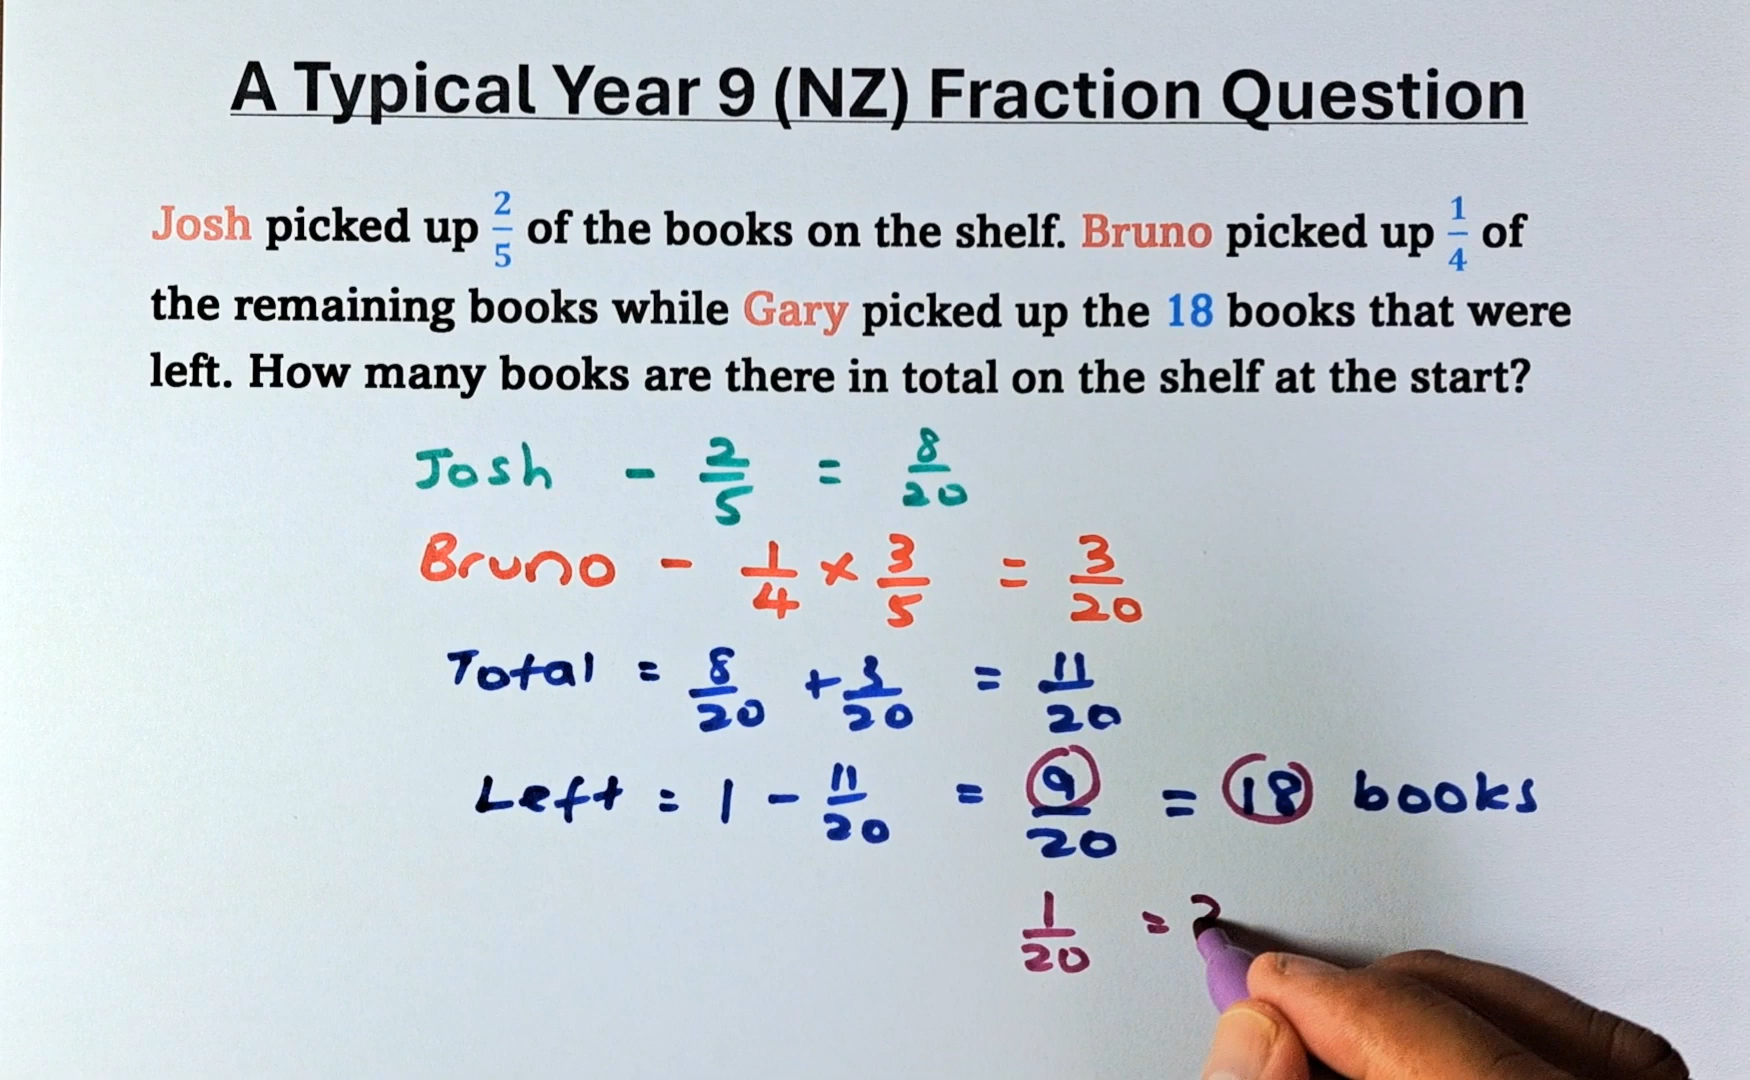 A Typical Year 9 (NZ) Fraction Question
Josh picked up 2/5 of the books on the shelf. Bruno picked up 1/4 of
the remaining books while Gary picked up the 18 books that were
left. How many books are there in total on the shelf at the start?
Josh - 2/5 = 8/20
Bruno - 1/4 × 3/5 = 3/20
Total = 8/20 + 3/20 = 11/20
Left = 1 - 11/20 = 9/20 = 18 books
1/20 =